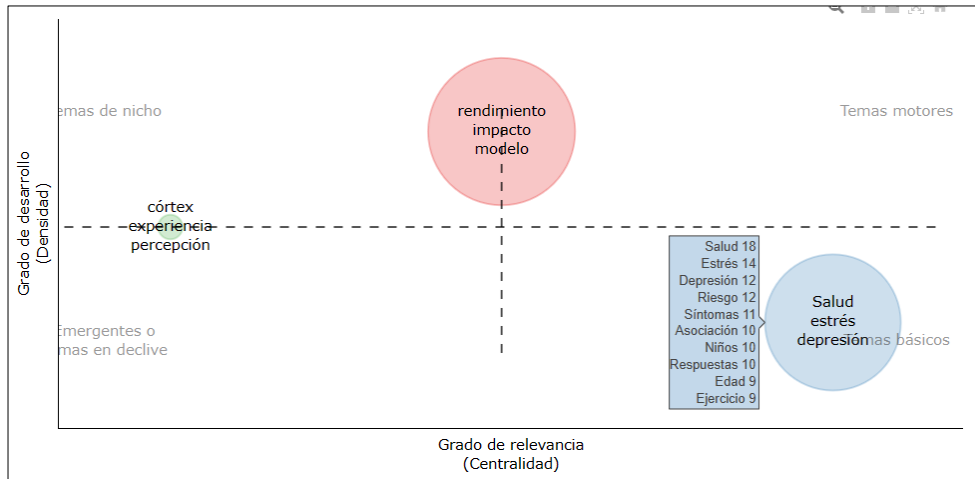 emas de nicho
Temas motores
rendimiento
impacto
modelo
Grado de desarrollo
(Densidad)
córtex
experiencia
percepción
Salud 18
Estrés 14
Depresión 12
Riesgo 12
Síntomas 11
Asociación 10
Niños 10
Respuestas 10
Edad 9
Ejercicio 9
Salud
estrés
depresión
Temas básicos
Emergentes o
mas en declive
Grado de relevancia
(Centralidad)